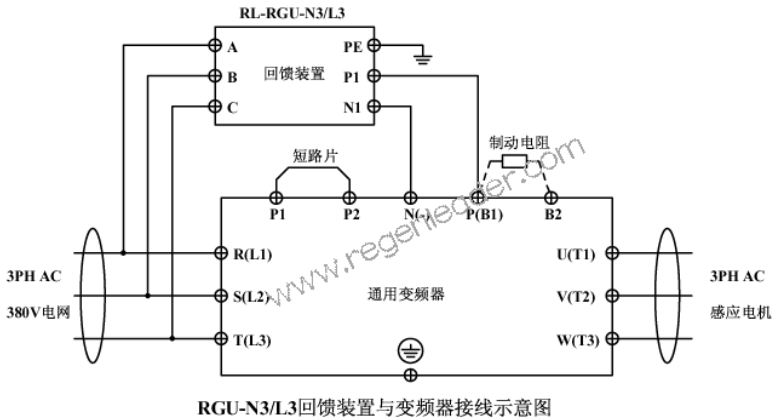 RL-RGU-N3/L3
A
PE
B
回馈装置
P1
C
N1
制动电阻
短路片
P1
P2
N(-)
P(B1)
B2
R(L1)
U(T1)
3PH AC
3PH AC
S(L2)
通用变频器
V(T2)
380V电网
感应电机
T(L3)
W(T3)
www.regenleader.com
RGU-N3/L3回馈装置与变频器接线示意图